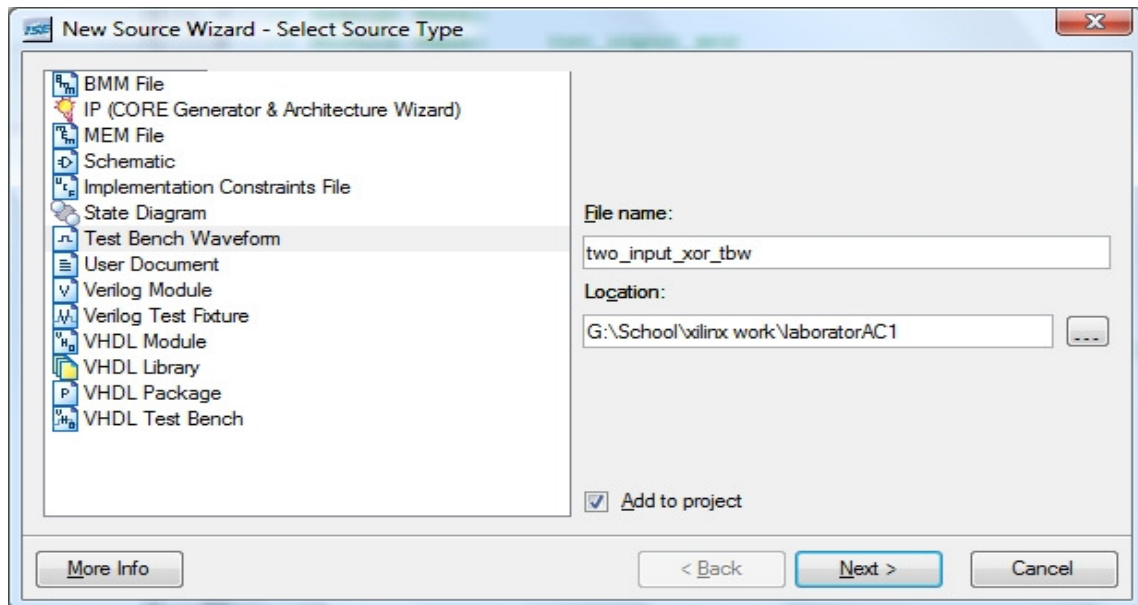 ISE New Source Wizard - Select Source Type
BMM File
IP (CORE Generator & Architecture Wizard)
MEM File
Schematic
Implementation Constraints File
State Diagram
Test Bench Waveform
User Document
Verilog Module
Verilog Test Fixture
VHDL Module
VHDL Library
VHDL Package
VHDL Test Bench
File name:
two_input_xor_tbw
Location:
G:\School\xilinx work\laboratorAC1
...
Add to project
More Info
< Back
Next >
Cancel